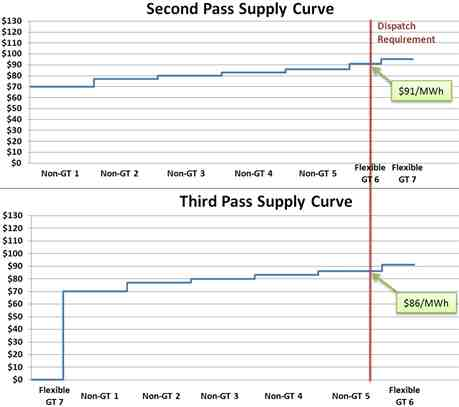 Second Pass Supply Curve
Dispatch
Requirement
$130
$120
$110
$100
$90
$80
$70
$60
$50
$40
$30
$20
$10
$0
$91/MWh
Non-GT 1
Non-GT 2
Non-GT 3
Non-GT 4
Non-GT 5
Flexible
GT 6
Flexible
GT 7
Third Pass Supply Curve
$130
$120
$110
$100
$90
$80
$70
$60
$50
$40
$30
$20
$10
$0
$86/MWh
Flexible
GT 7
Non-GT 1
Non-GT 2
Non-GT 3
Non-GT 4
Non-GT 5
Flexible
GT 6